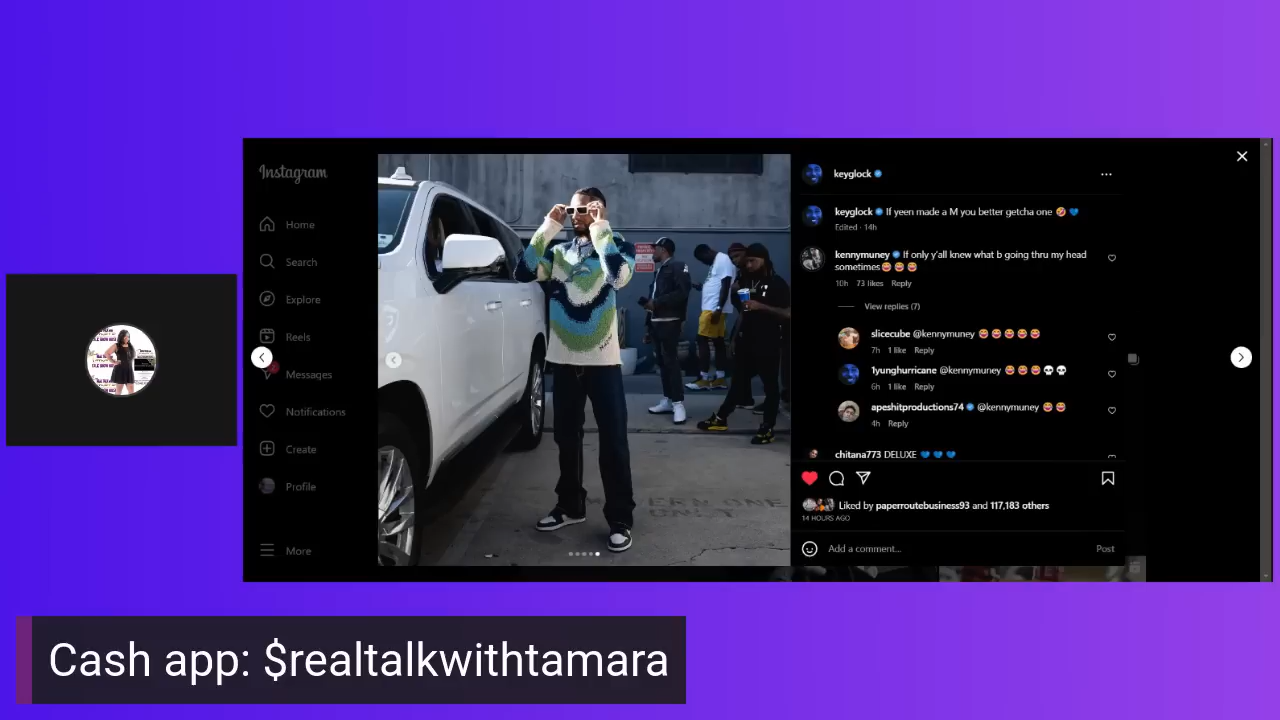 Instagram
Home
Search
Explore
Reels
Messages
Notifications
Create
Profile
More
keyglock
keyglock If yeen made a M you better getcha one 🤣 💙
Edited · 14h
kennymuney If only y'all knew what b going thru my head
sometimes😂 😂 😂
10h 73 likes Reply
View replies (7)
slicecube @kennymuney 😂 😂 😂 😂 😂
7h 1 like Reply
1yunghurricane @kennymuney 😂 😂 😂 💀 💀
6h 1 like Reply
apeshitproductions74 @kennymuney 😂 😂
4h Reply
chitana773 DELUXE 💙 💙 💙
Liked by paperroutebusiness93 and 117,183 others
14 HOURS AGO
Add a comment...
Post
Cash app: $realtalkwithtamara